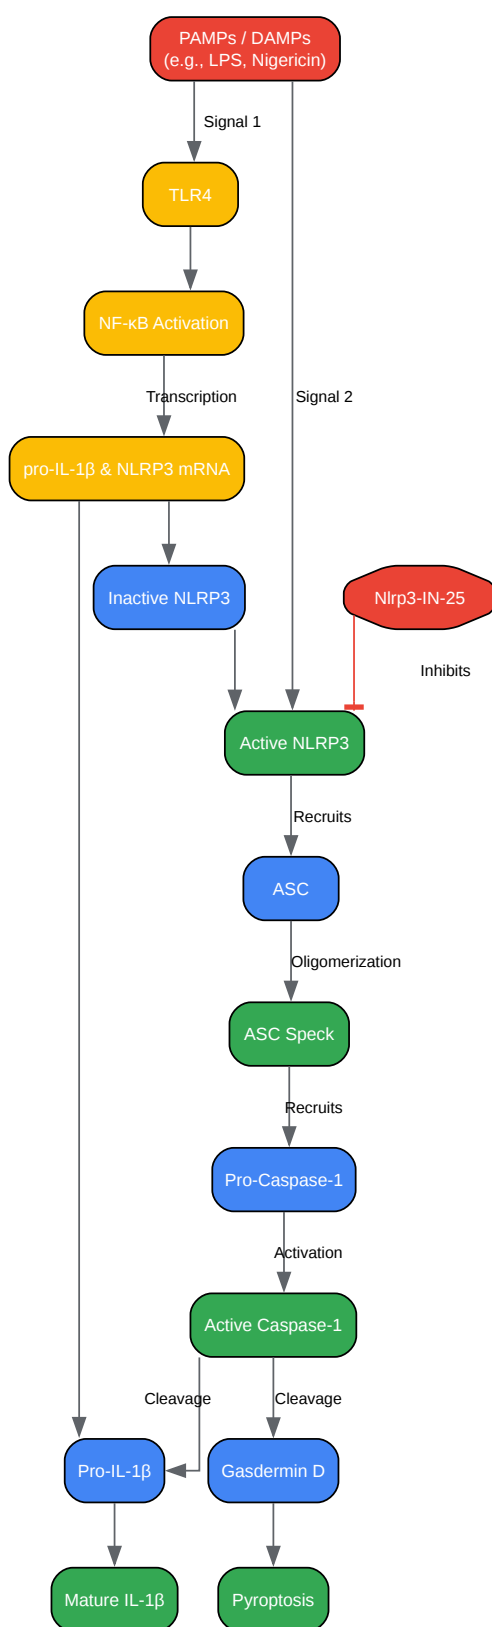 PAMPs / DAMPs
(e.g., LPS, Nigericin)
Signal 1
TLR4
NF-κB Activation
Transcription
Signal 2
pro-IL-1β & NLRP3 mRNA
Inactive NLRP3
Nlrp3-IN-25
Inhibits
Active NLRP3
Recruits
ASC
Oligomerization
ASC Speck
Recruits
Pro-Caspase-1
Activation
Active Caspase-1
Cleavage
Cleavage
Pro-IL-1β
Gasdermin D
Mature IL-1β
Pyroptosis